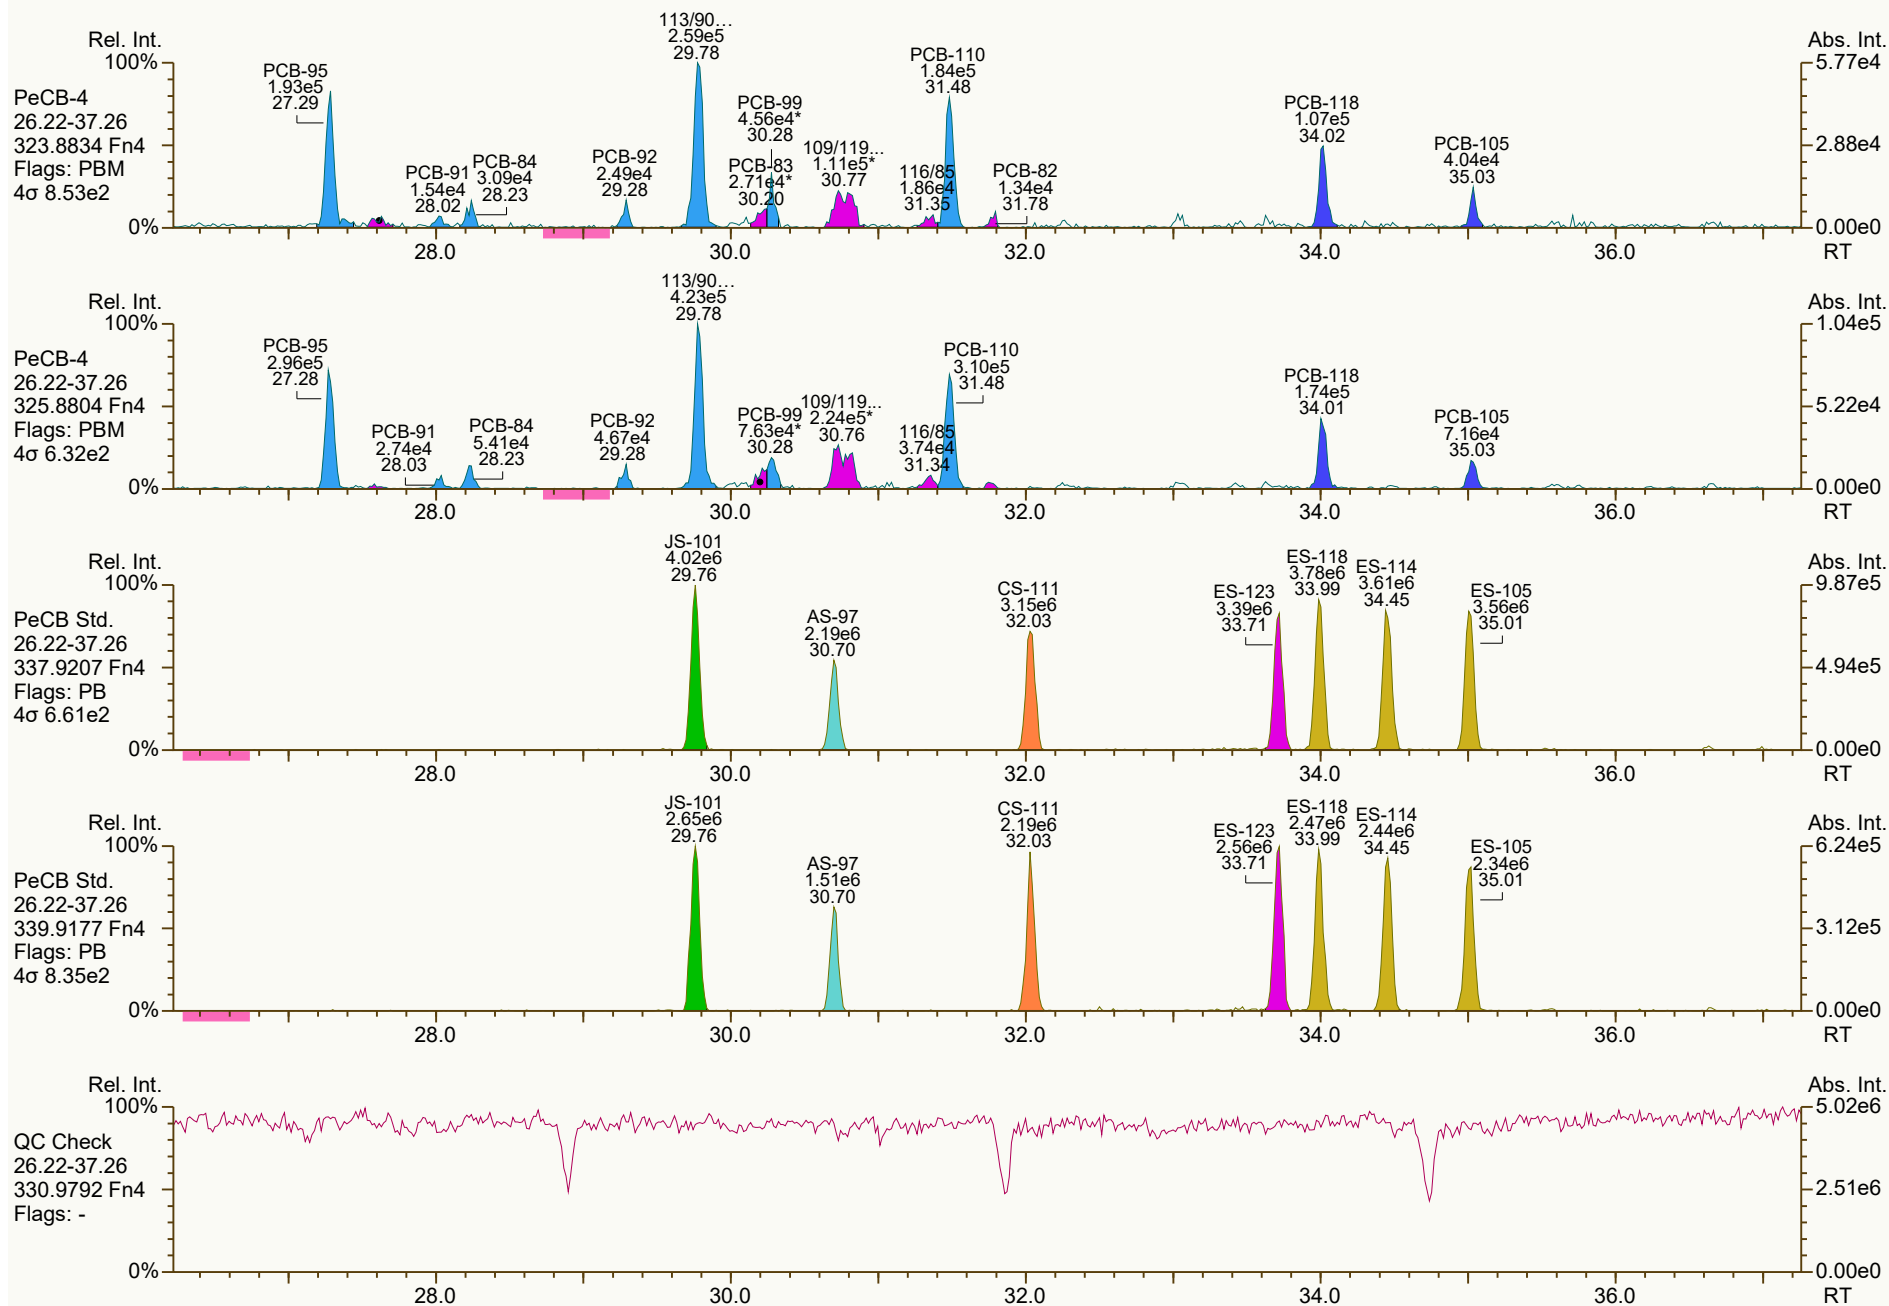 Rel. Int.
100%
0%
PeCB-4
26.22-37.26
323.8834 Fn4
Flags: PBM
4σ 8.53e2
PCB-95
1.93e5
27.29
PCB-91
1.54e4
28.02
PCB-84
3.09e4
28.23
PCB-92
2.49e4
29.28
113/90...
2.59e5
29.78
PCB-83
2.71e4*
30.20
PCB-99
4.56e4*
30.28
109/119...
1.11e5*
30.77
116/85
1.86e4
31.35
PCB-110
1.84e5
31.48
PCB-82
1.34e4
31.78
PCB-118
1.07e5
34.02
PCB-105
4.04e4
35.03
Abs. Int.
5.77e4
2.88e4
0.00e0
28.0 30.0 32.0 34.0 36.0 RT
Rel. Int.
100%
0%
PeCB-4
26.22-37.26
325.8804 Fn4
Flags: PBM
4σ 6.32e2
PCB-95
2.96e5
27.28
PCB-91
2.74e4
28.03
PCB-84
5.41e4
28.23
PCB-92
4.67e4
29.28
113/90...
4.23e5
29.78
PCB-99
7.63e4*
30.28
109/119...
2.24e5*
30.76
116/85
3.74e4
31.34
PCB-110
3.10e5
31.48
PCB-118
1.74e5
34.01
PCB-105
7.16e4
35.03
Abs. Int.
1.04e5
5.22e4
0.00e0
28.0 30.0 32.0 34.0 36.0 RT
Rel. Int.
100%
0%
PeCB Std.
26.22-37.26
337.9207 Fn4
Flags: PB
4σ 6.61e2
JS-101
4.02e6
29.76
AS-97
2.19e6
30.70
CS-111
3.15e6
32.03
ES-123
3.39e6
33.71
ES-118
3.78e6
33.99
ES-114
3.61e6
34.45
ES-105
3.56e6
35.01
Abs. Int.
9.87e5
4.94e5
0.00e0
28.0 30.0 32.0 34.0 36.0 RT
Rel. Int.
100%
0%
PeCB Std.
26.22-37.26
339.9177 Fn4
Flags: PB
4σ 8.35e2
JS-101
2.65e6
29.76
AS-97
1.51e6
30.70
CS-111
2.19e6
32.03
ES-123
2.56e6
33.71
ES-118
2.47e6
33.99
ES-114
2.44e6
34.45
ES-105
2.34e6
35.01
Abs. Int.
6.24e5
3.12e5
0.00e0
28.0 30.0 32.0 34.0 36.0 RT
Rel. Int.
100%
0%
QC Check
26.22-37.26
330.9792 Fn4
Flags: -
Abs. Int.
5.02e6
2.51e6
0.00e0
28.0 30.0 32.0 34.0 36.0 RT